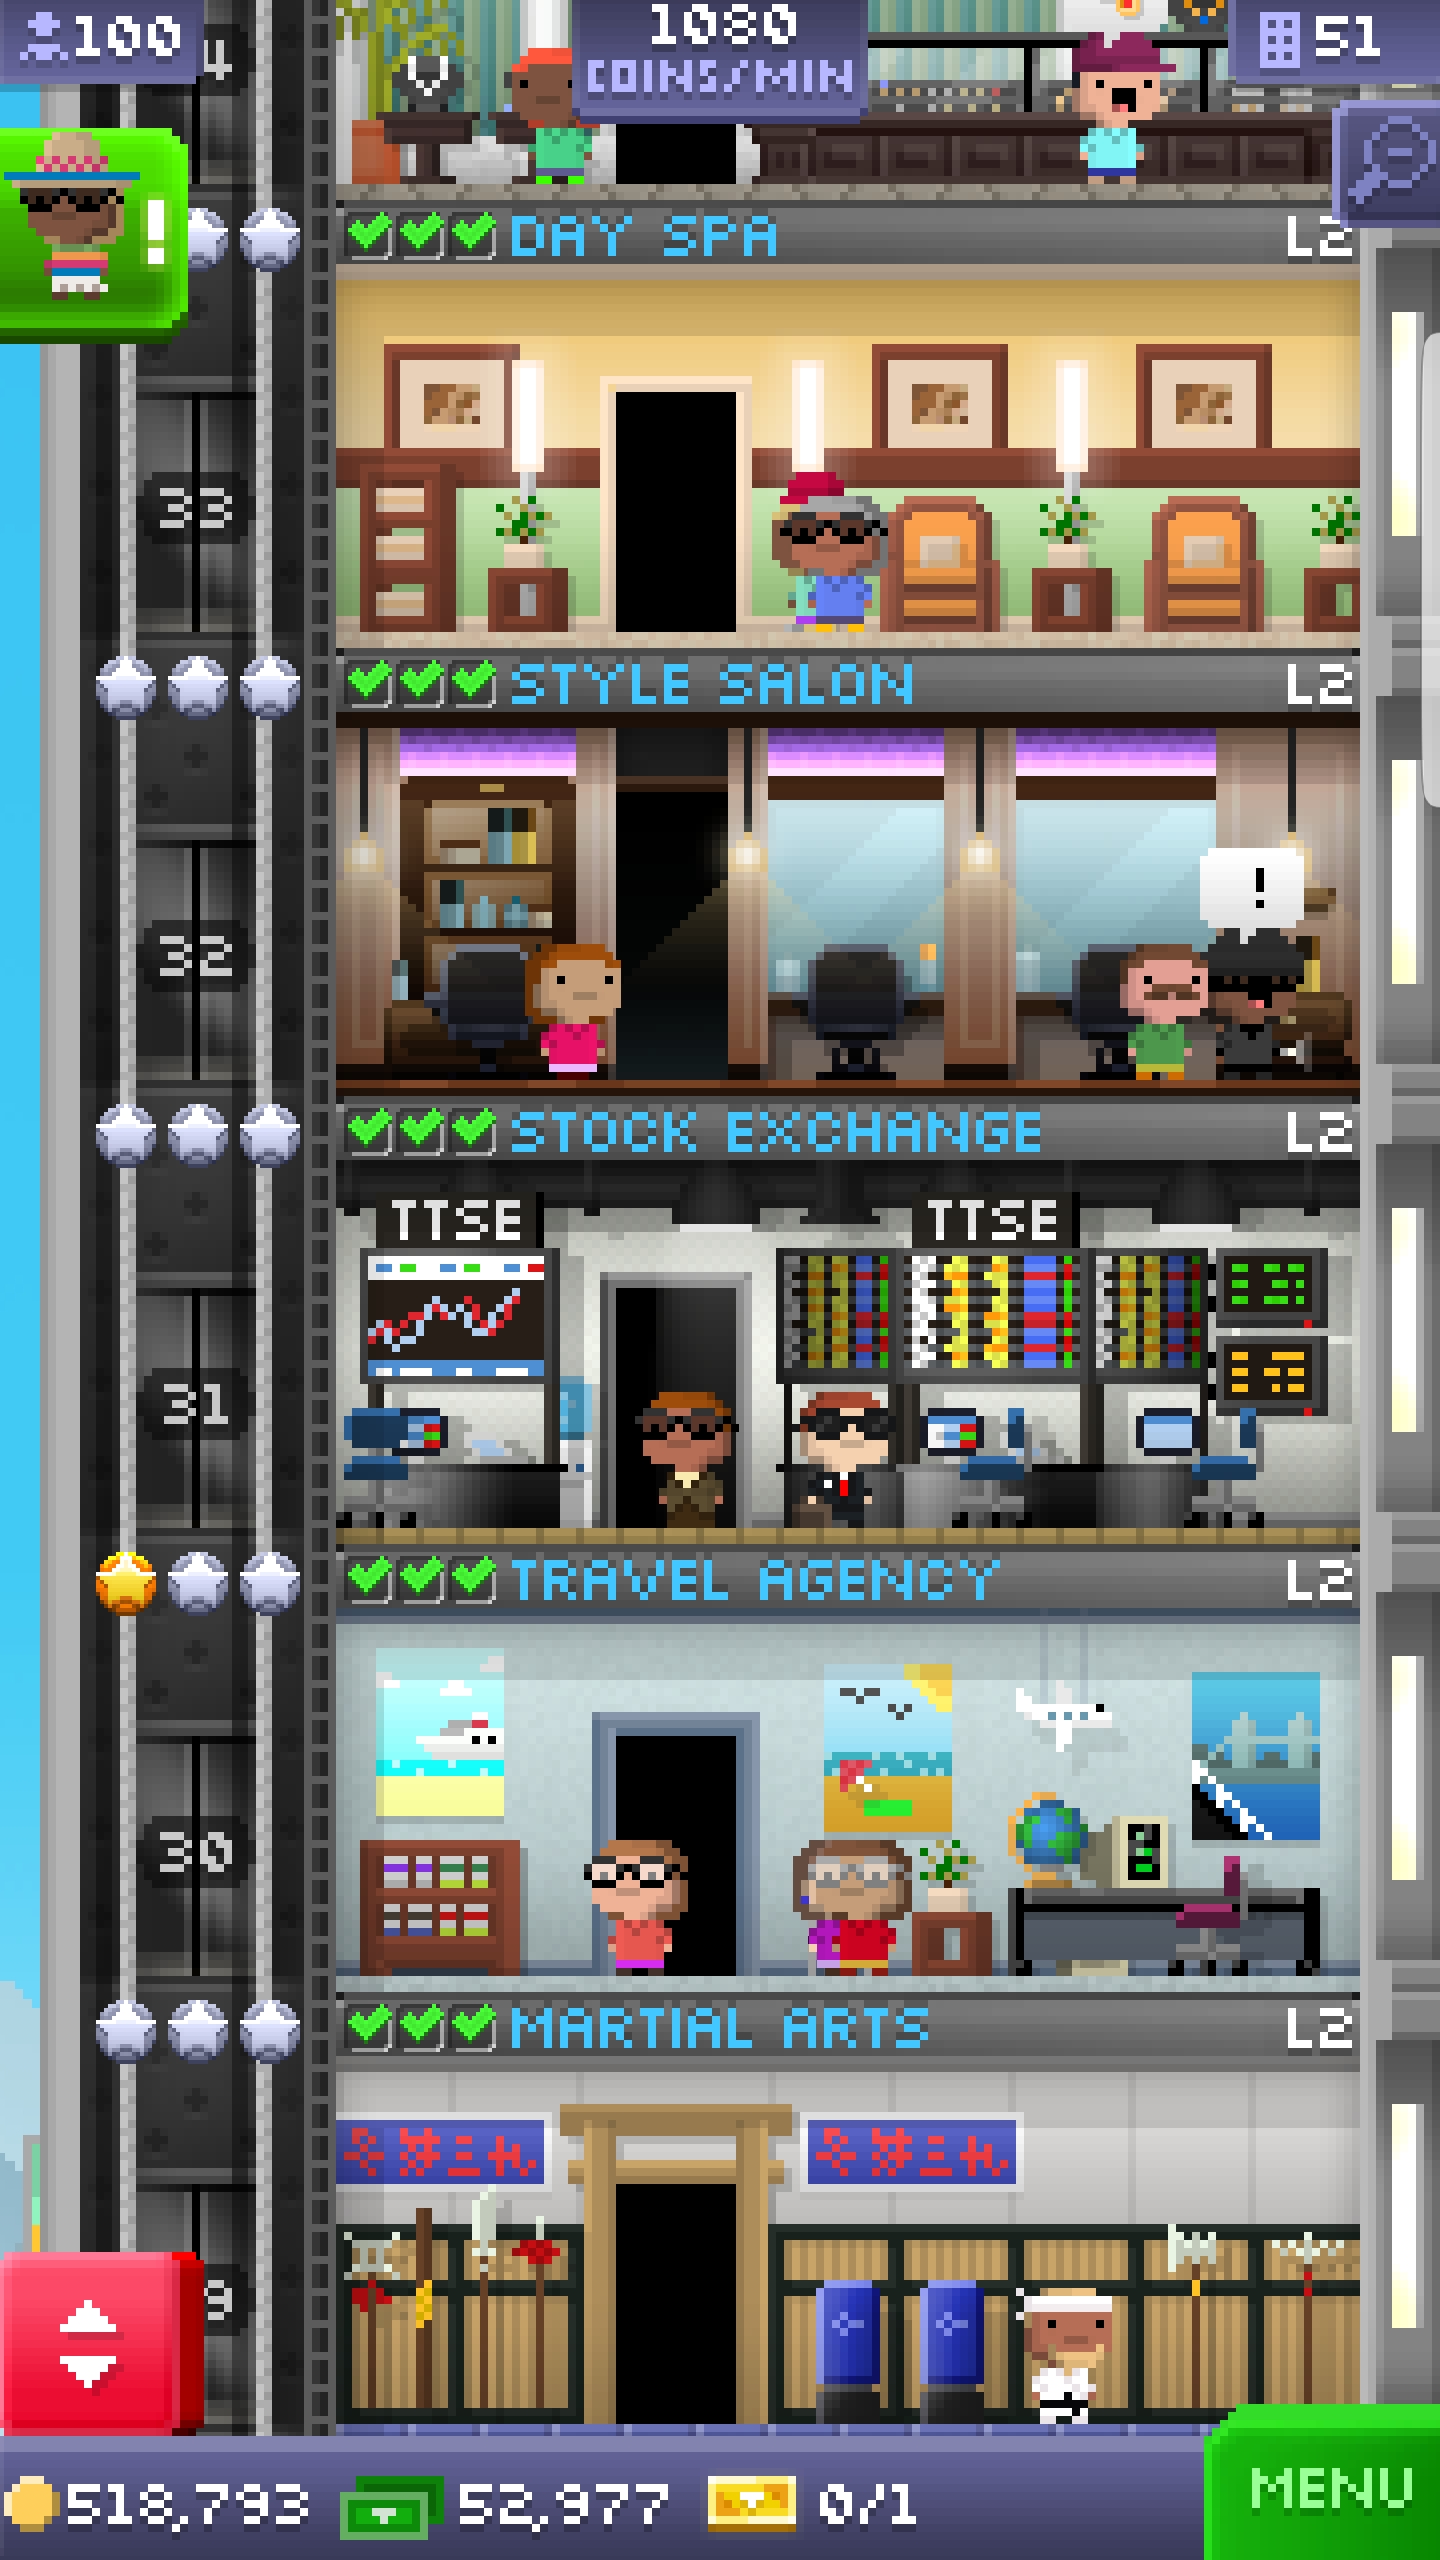 100
1080
COINS/MIN
51
4
!
DAY SPA
L2
33
STYLE SALON
L2
!
32
STOCK EXCHANGE
L2
TTSE
TTSE
31
TRAVEL AGENCY
L2
30
MARTIAL ARTS
L2
9
518,793
52,977
0/1
MENU